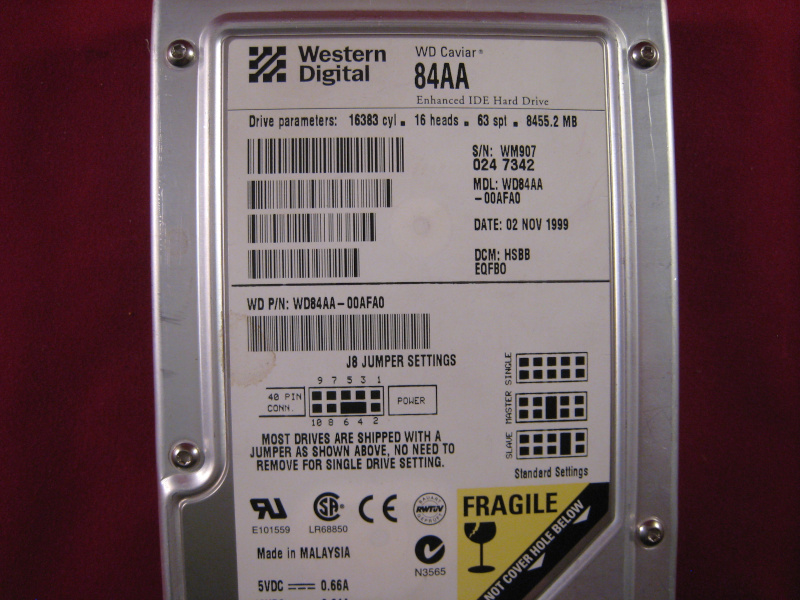 Western
Digital
WD Caviar®
84AA
Enhanced IDE Hard Drive
Drive parameters: 16383 cyl. ■ 16 heads ■ 63 spt ■ 8455.2 MB
S/N: WM907
024 7342
MDL: WD84AA
-00AFA0
DATE: 02 NOV 1999
DCM: HSBB
EQFBO
WD P/N: WD84AA-00AFA0
J8 JUMPER SETTINGS
9 7 5 3 1
40 PIN
CONN.
POWER
10 8 6 4 2
SINGLE
MASTER
SLAVE
Standard Settings
MOST DRIVES ARE SHIPPED WITH A
JUMPER AS SHOWN ABOVE, NO NEED TO
REMOVE FOR SINGLE DRIVE SETTING.
E101559
SA
LR68850
CE
RWTÜV
N3565
Made in MALAYSIA
5VDC 0.66A
FRAGILE
NOT COVER HOLE BELOW